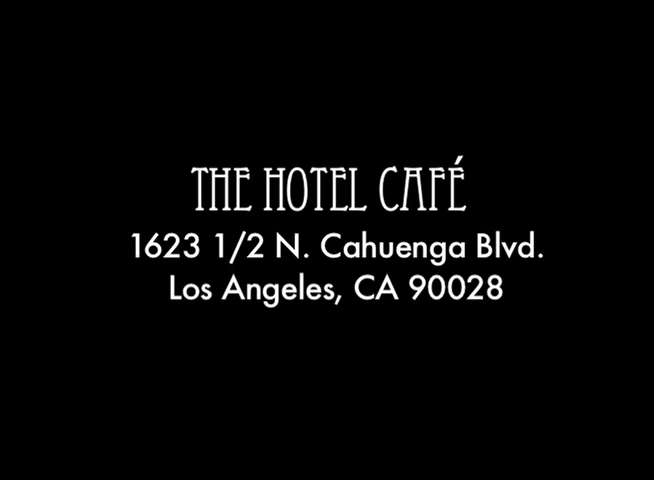 THE HOTEL CAFÉ
1623 1/2 N. Cahuenga Blvd.
Los Angeles, CA 90028